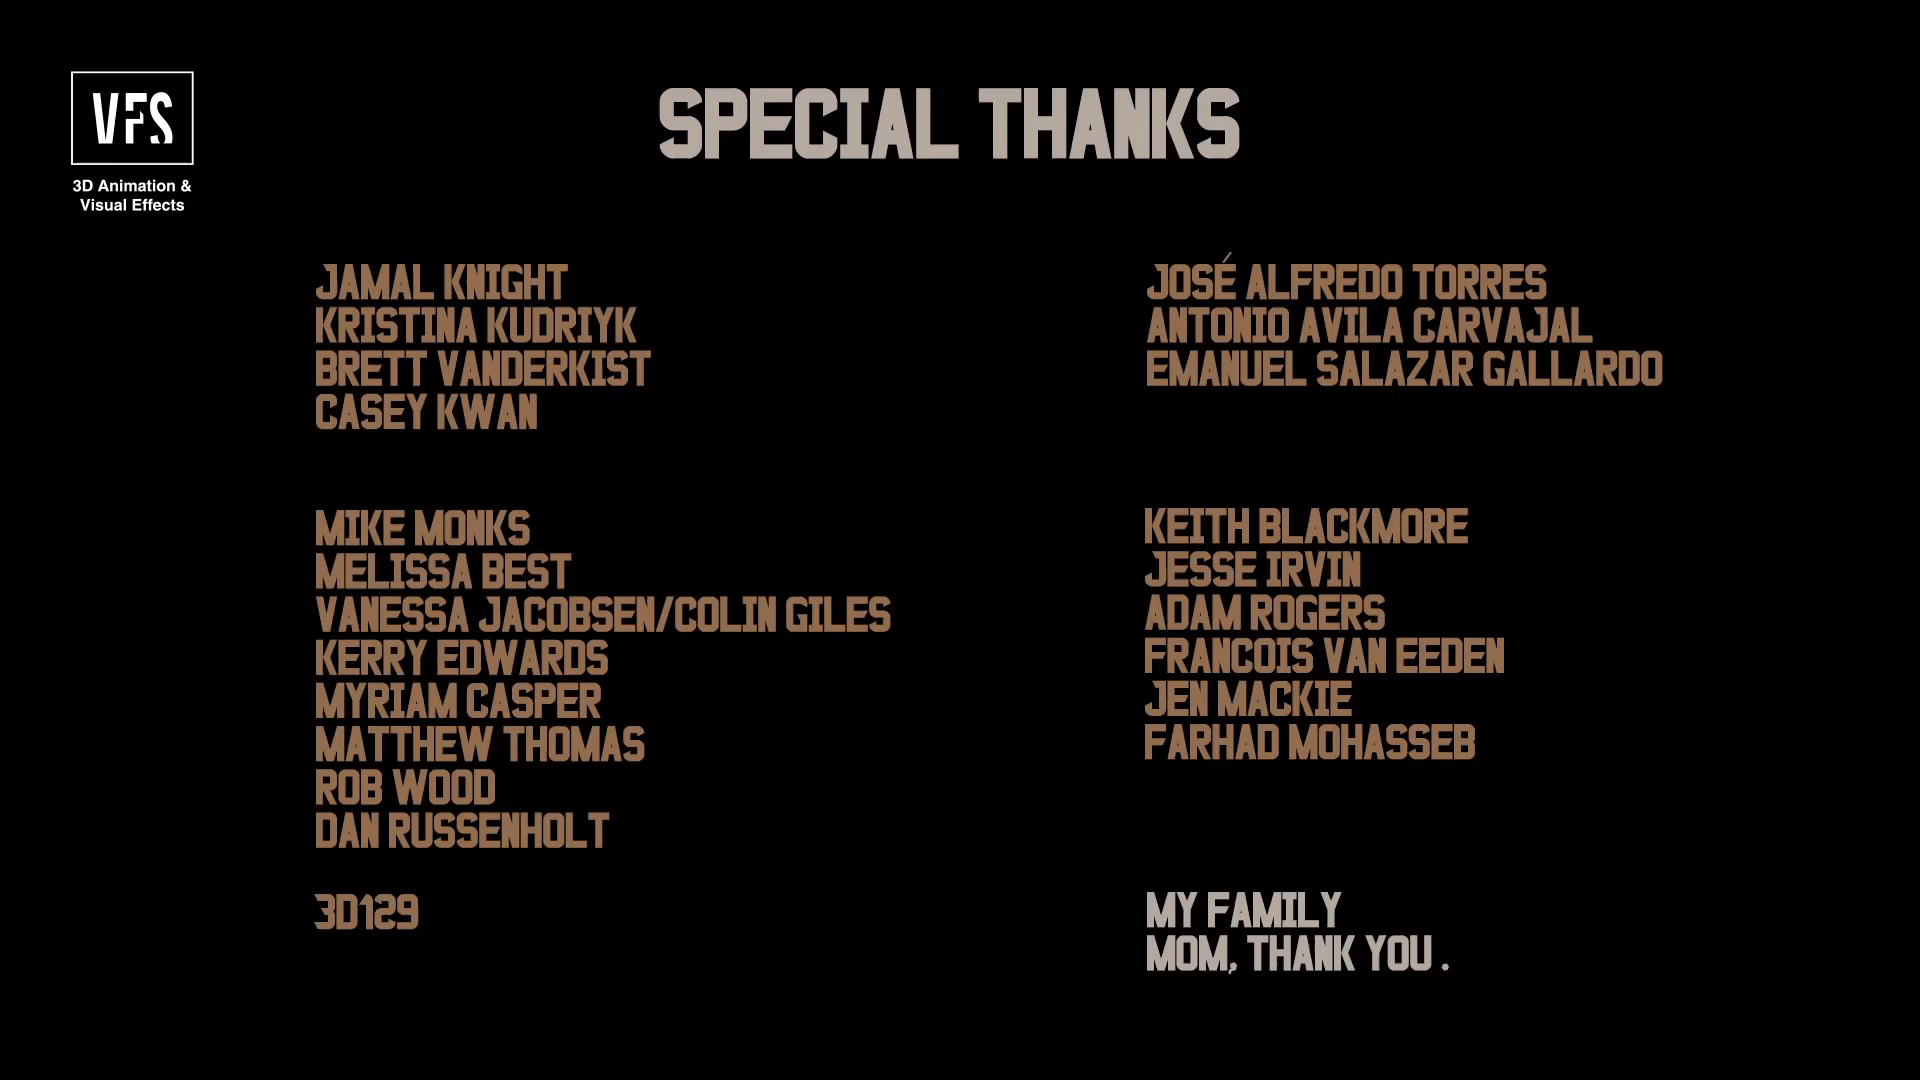 VFS
3D Animation &
Visual Effects
SPECIAL THANKS
JAMAL KNIGHT
KRISTINA KUDRIYK
BRETT VANDERKIST
CASEY KWAN
JOSÉ ALFREDO TORRES
ANTONIO AVILA CARVAJAL
EMANUEL SALAZAR GALLARDO
MIKE MONKS
MELISSA BEST
VANESSA JACOBSEN/COLIN GILES
KERRY EDWARDS
MYRIAM CASPER
MATTHEW THOMAS
ROB WOOD
DAN RUSSENHOLT
KEITH BLACKMORE
JESSE IRVIN
ADAM ROGERS
FRANCOIS VAN EEDEN
JEN MACKIE
FARHAD MOHASSEB
3D129
MY FAMILY
MOM, THANK YOU .